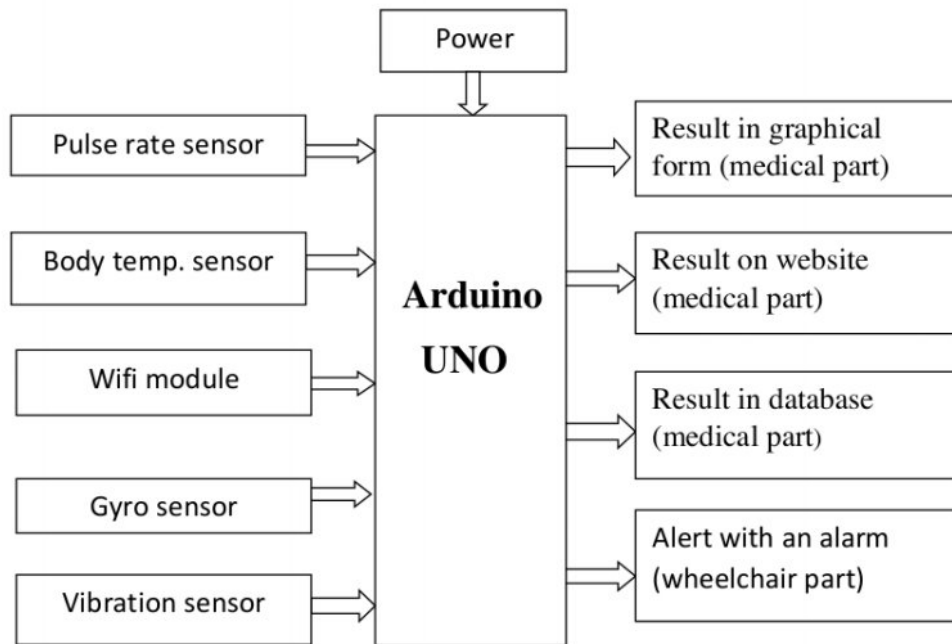 Power
Pulse rate sensor
Body temp. sensor
Wifi module
Gyro sensor
Vibration sensor
Arduino
UNO
Result in graphical
form (medical part)
Result on website
(medical part)
Result in database
(medical part)
Alert with an alarm
(wheelchair part)